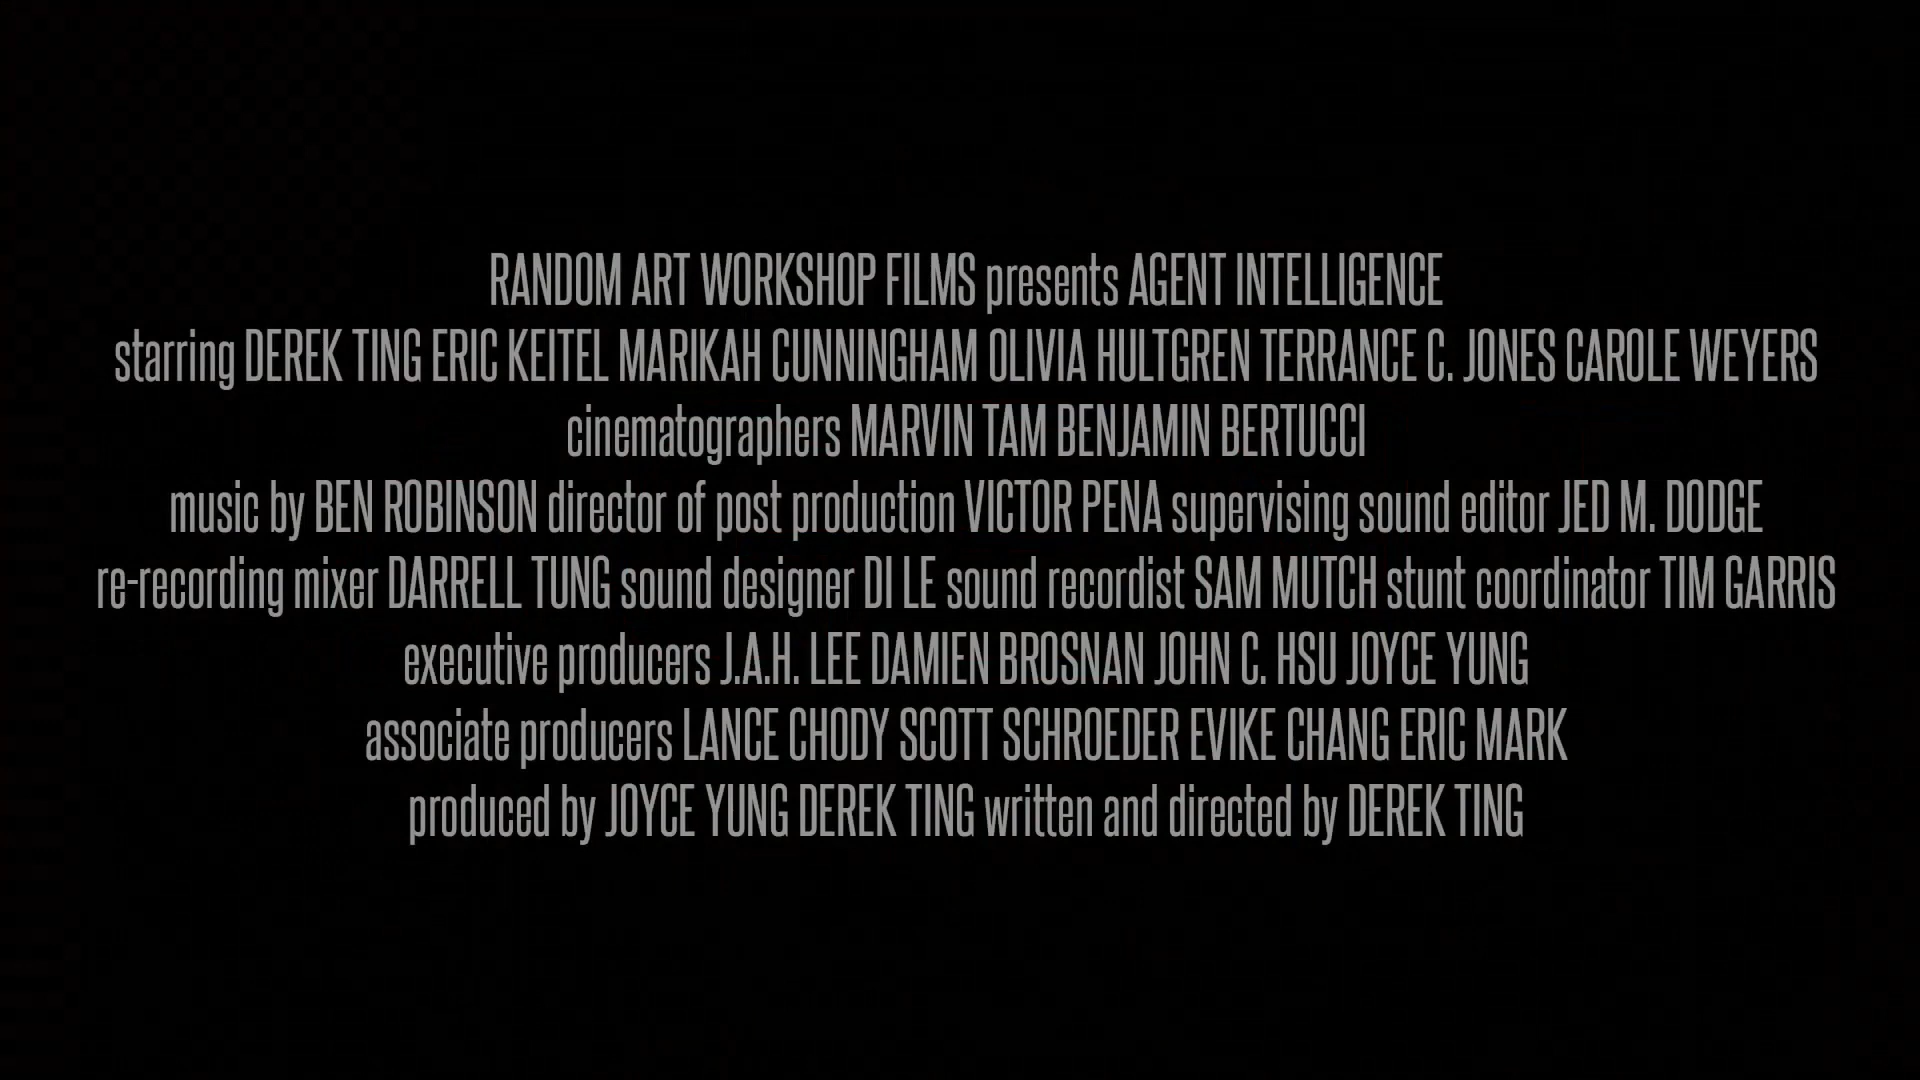 RANDOM ART WORKSHOP FILMS presents AGENT INTELLIGENCE
starring DEREK TING ERIC KEITEL MARIKAH CUNNINGHAM OLIVIA HULTGREN TERRANCE C. JONES CAROLE WEYERS
cinematographers MARVIN TAM BENJAMIN BERTUCCI
music by BEN ROBINSON director of post production VICTOR PENA supervising sound editor JED M. DODGE
re-recording mixer DARRELL TUNG sound designer DI LE sound recordist SAM MUTCH stunt coordinator TIM GARRIS
executive producers J.A.H. LEE DAMIEN BROSNAN JOHN C. HSU JOYCE YUNG
associate producers LANCE CHODY SCOTT SCHROEDER EVIKE CHANG ERIC MARK
produced by JOYCE YUNG DEREK TING written and directed by DEREK TING